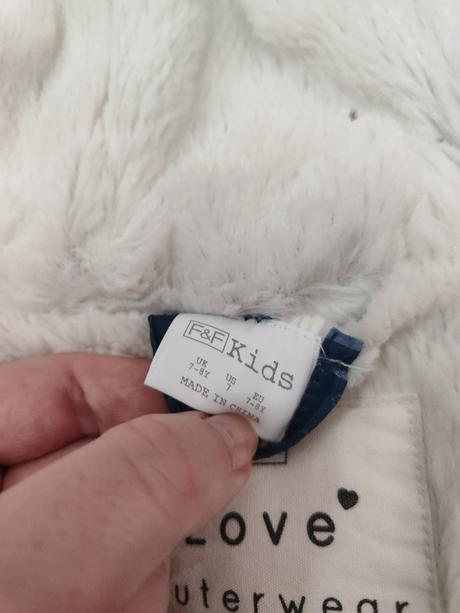 F&F Kids
UK US EU
7-8Y 7 7-8Y
MADE IN CHINA
Love
uterwear